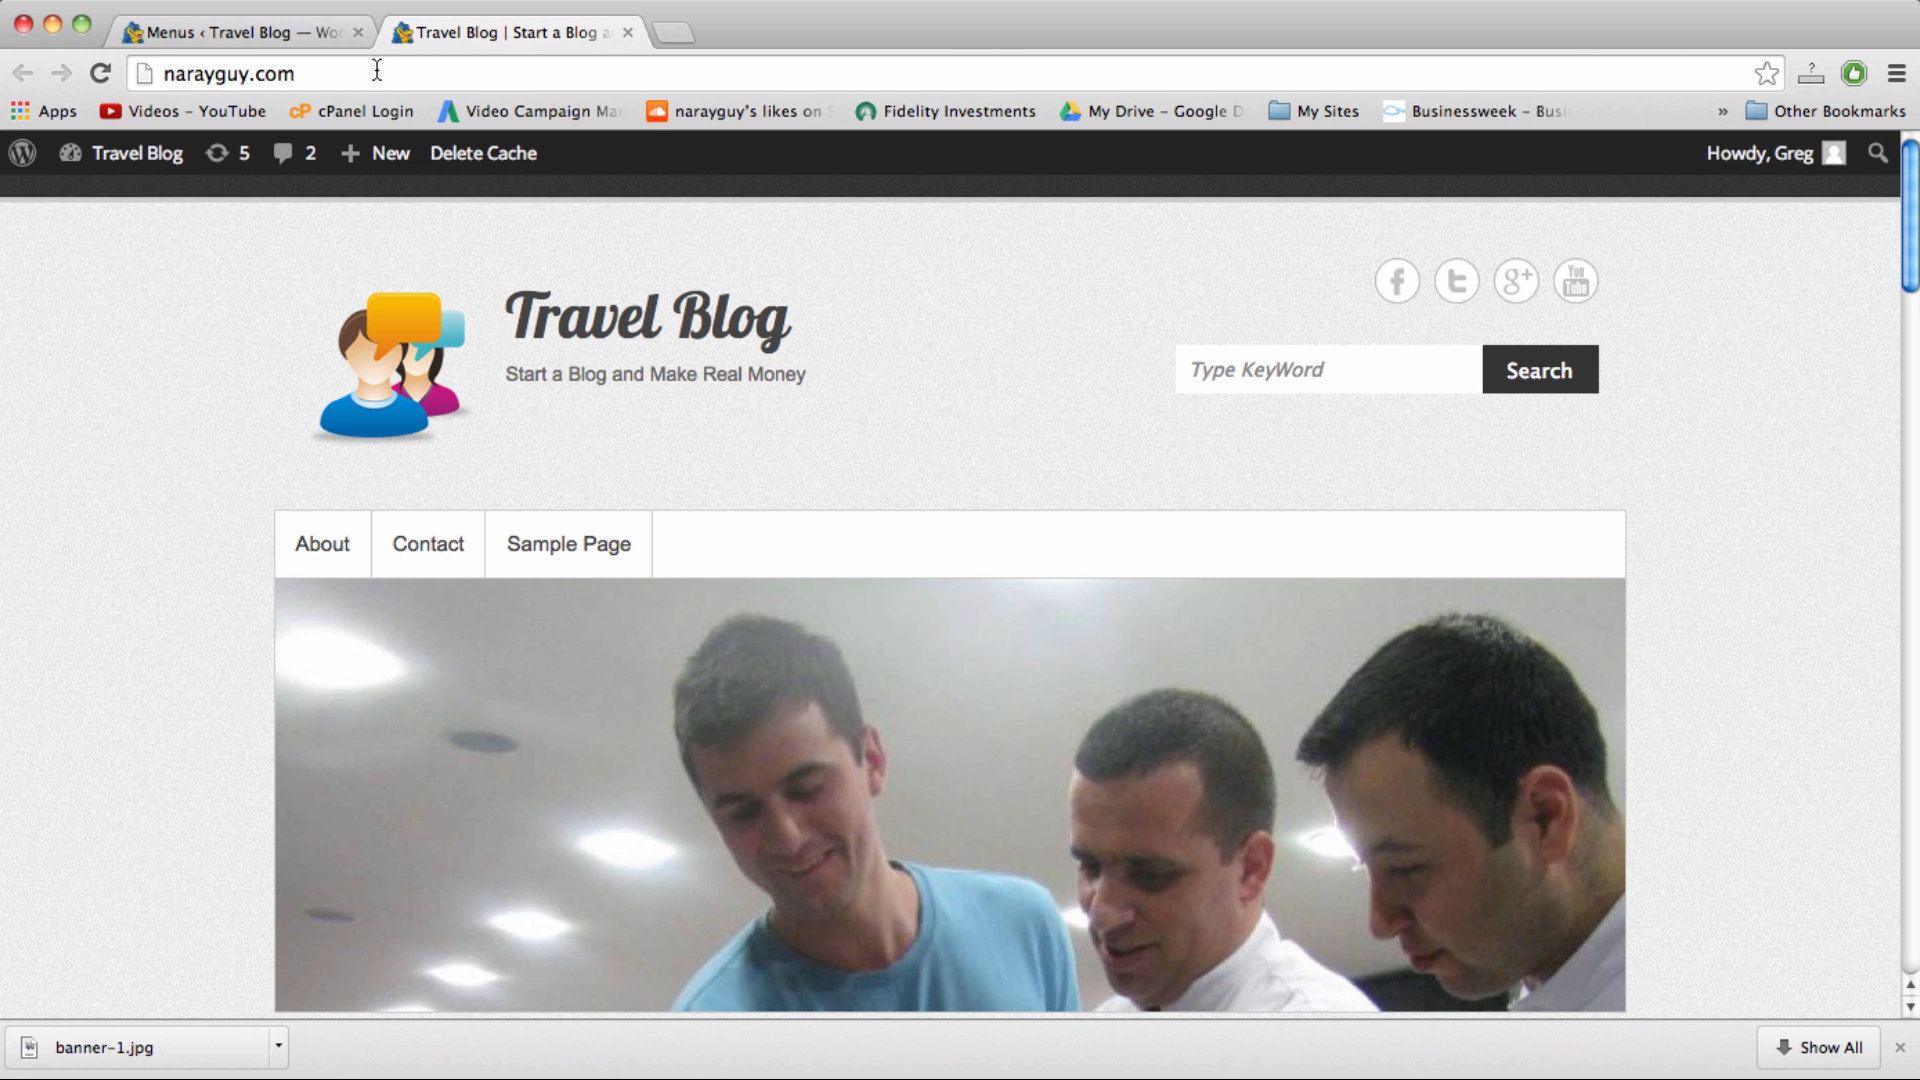 Menus ‹ Travel Blog — Wo
Travel Blog | Start a Blog a
narayguy.com
?
Apps
Videos – YouTube
cP cPanel Login
Video Campaign Ma
narayguy's likes on S
Fidelity Investments
My Drive – Google D
My Sites
Businessweek – Busi
»
Other Bookmarks
Travel Blog
5
2
+ New
Delete Cache
Howdy, Greg
Travel Blog
Start a Blog and Make Real Money
f
t
g+
You Tube
Type KeyWord
Search
About
Contact
Sample Page
banner-1.jpg
Show All